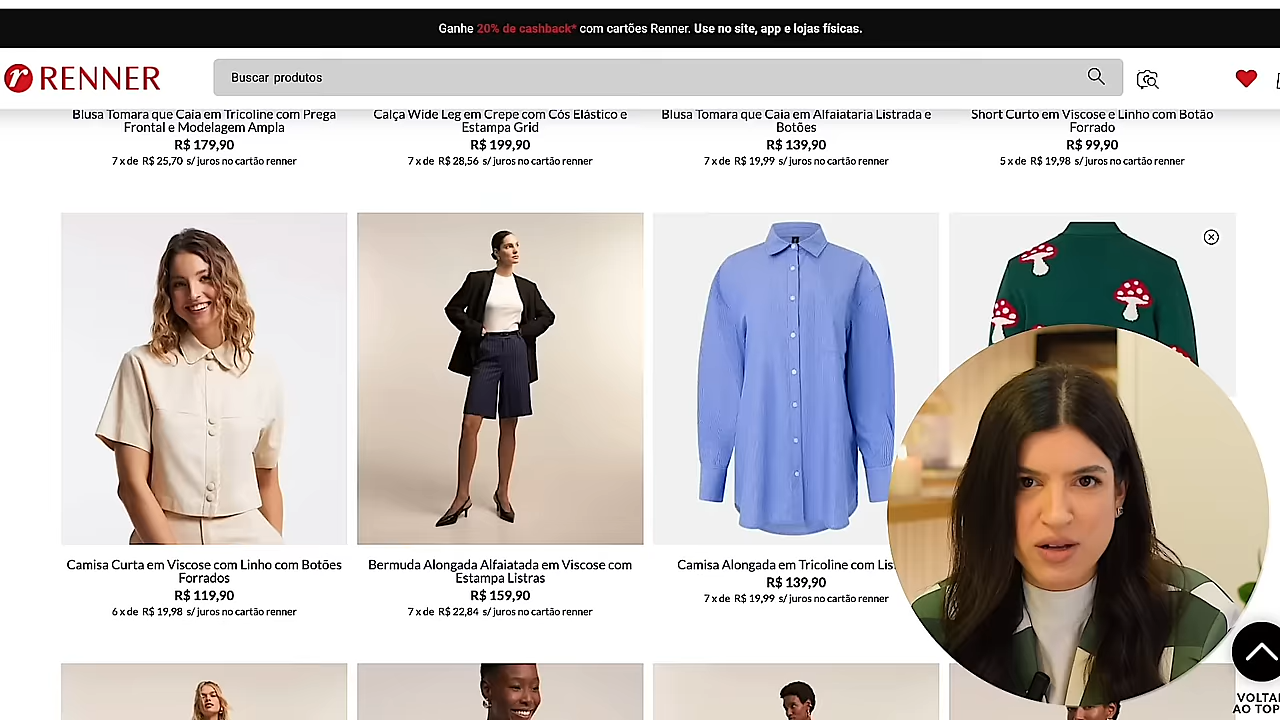 Ganhe 20% de cashback* com cartões Renner. Use no site, app e lojas físicas.
r RENNER
Buscar produtos
Blusa Tomara que Caia em Tricoline com Prega
Frontal e Modelagem Ampla
R$ 179,90
7 x de R$ 25,70 s/ juros no cartão renner
Calça Wide Leg em Crepe com Cós Elástico e
Estampa Grid
R$ 199,90
7 x de R$ 28,56 s/ juros no cartão renner
Blusa Tomara que Caia em Alfaiataria Listrada e
Botões
R$ 139,90
7 x de R$ 19,99 s/ juros no cartão renner
Short Curto em Viscose e Linho com Botão
Forrado
R$ 99,90
5 x de R$ 19,98 s/ juros no cartão renner
Camisa Curta em Viscose com Linho com Botões
Forrados
R$ 119,90
6 x de R$ 19,98 s/ juros no cartão renner
Bermuda Alongada Alfaiatada em Viscose com
Estampa Listras
R$ 159,90
7 x de R$ 22,84 s/ juros no cartão renner
Camisa Alongada em Tricoline com Lis
R$ 139,90
7 x de R$ 19,99 s/ juros no cartão renner
VOLTA
AO TOP